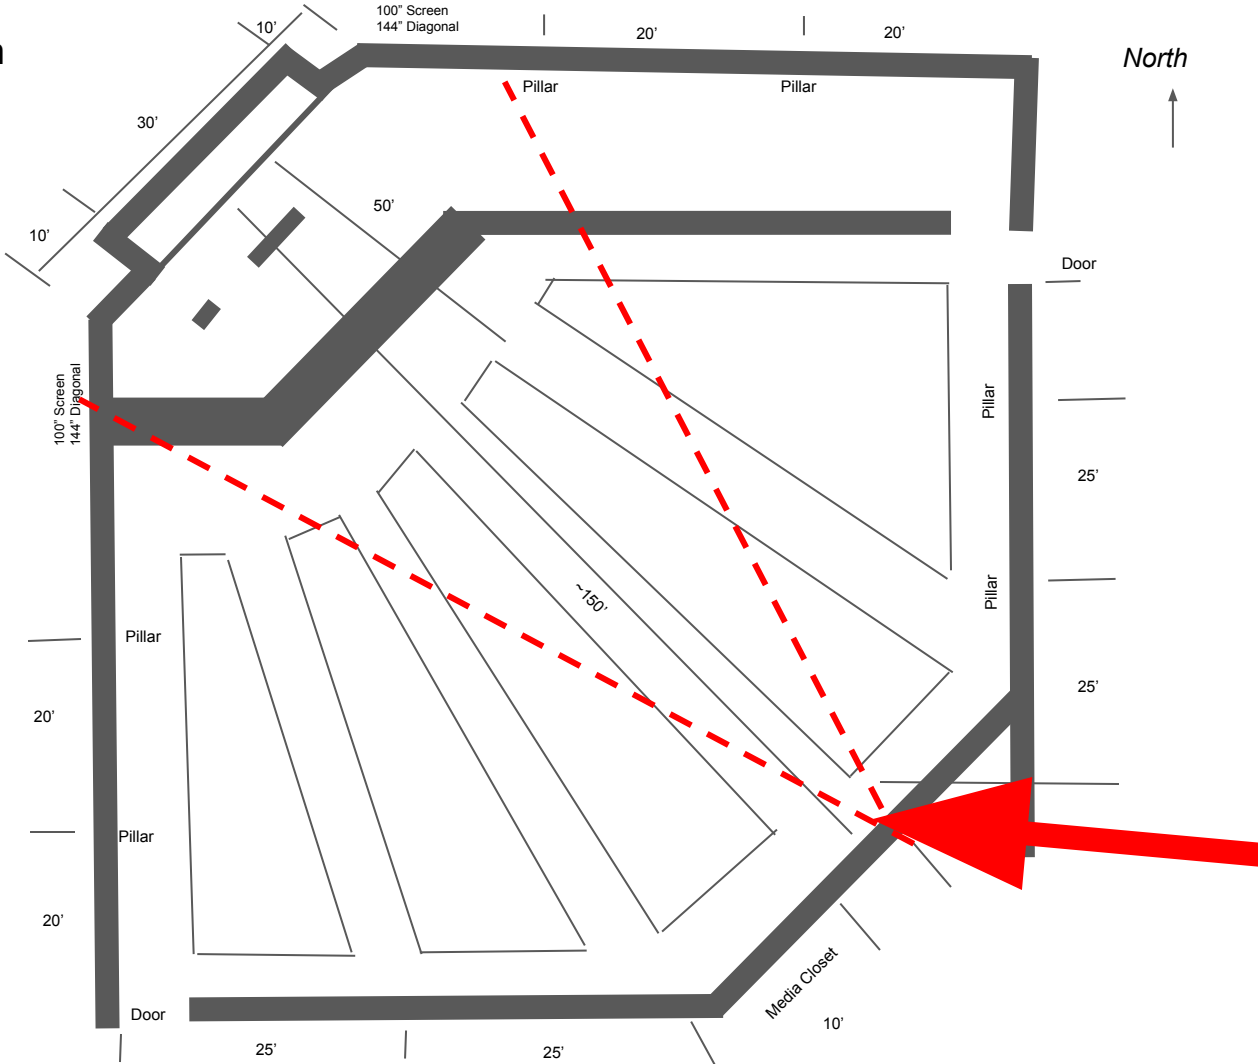 100” Screen
144” Diagonal
10’
20’
20’
North
Pillar
Pillar
30’
50’
10’
Door
100” Screen
144” Diagonal
Pillar
25’
Pillar
~150’
Pillar
20’
25’
Pillar
20’
Media Closet
Door
10’
25’
25’